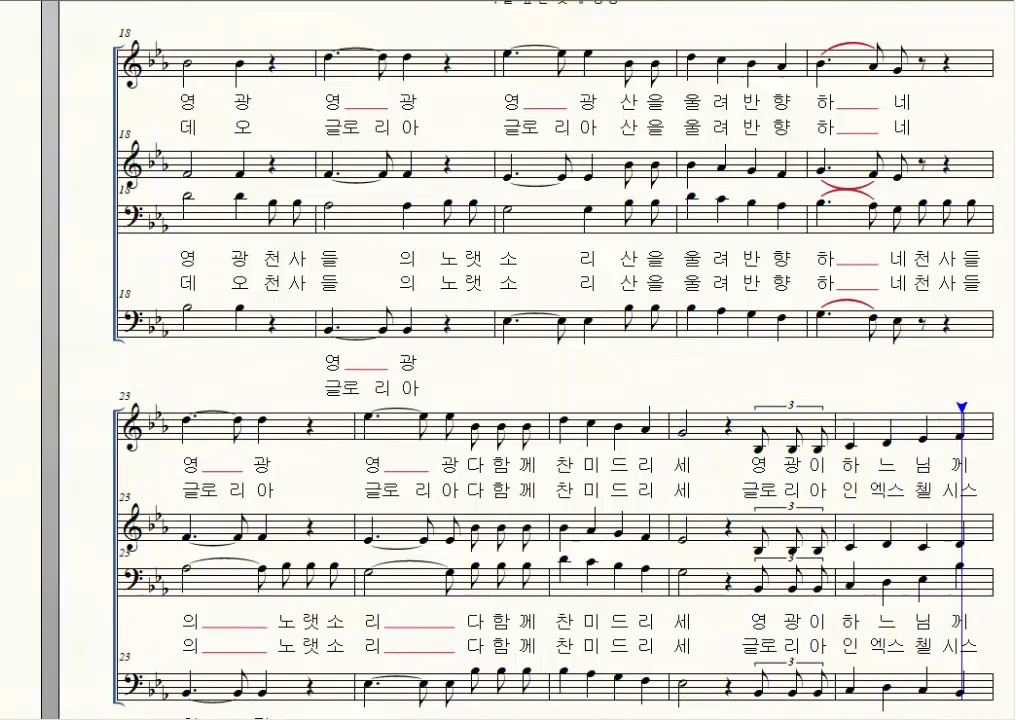 18
영 광 영 광 영 광 산 을 울 려 반 향 하 네
데 오 글로 리 아 글로 리 아 산 을 울 려 반 향 하 네
18
18
영 광 천 사 들 의 노 랫 소 리 산 을 울 려 반 향 하 네 천 사 들
데 오 천 사 들 의 노 랫 소 리 산 을 울 려 반 향 하 네 천 사 들
18
영 광
글로 리 아
23
3
영 광 영 광 다 함 께 찬 미 드 리 세 영 광 이 하 느 님 께
글로 리 아 글로 리 아 다 함 께 찬 미 드 리 세 글로 리 아 인 엑스 첼 시스
23
3
23
3
의 노 랫 소 리 다 함 께 찬 미 드 리 세 영 광 이 하 느 님 께
의 노 랫 소 리 다 함 께 찬 미 드 리 세 글로 리 아 인 엑스 첼 시스
23
3